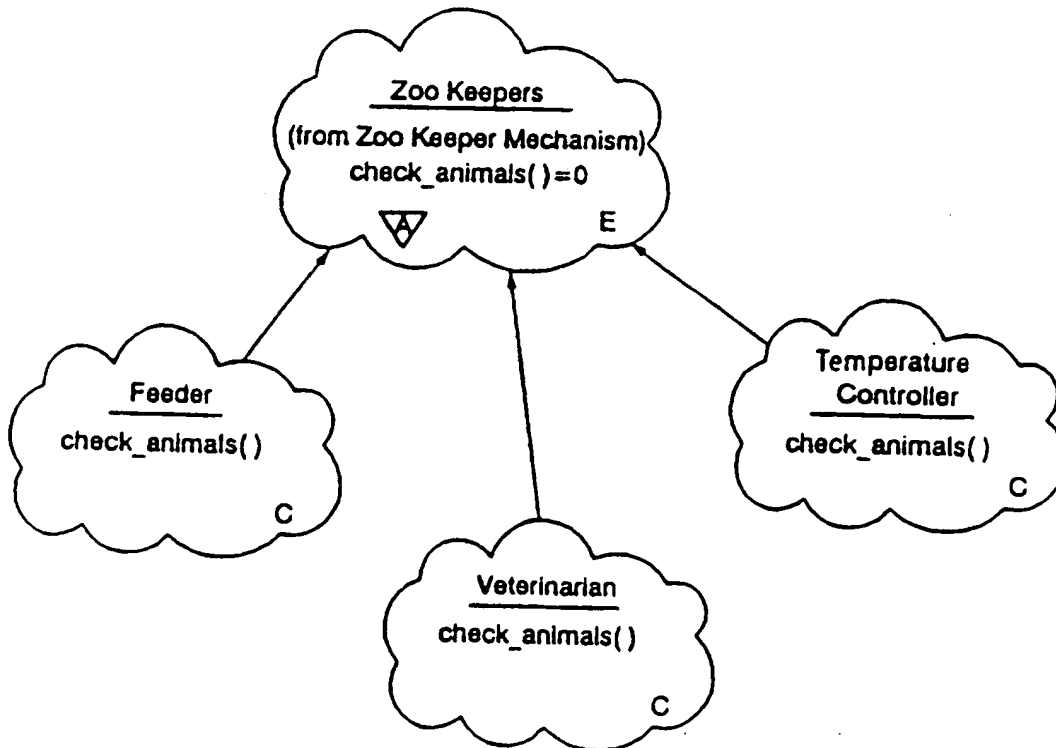 Zoo Keepers
(from Zoo Keeper Mechanism)
check_animals( )=0
A
E
Feeder
check_animals( )
C
Temperature
Controller
check_animals( )
C
Veterinarian
check_animals( )
C